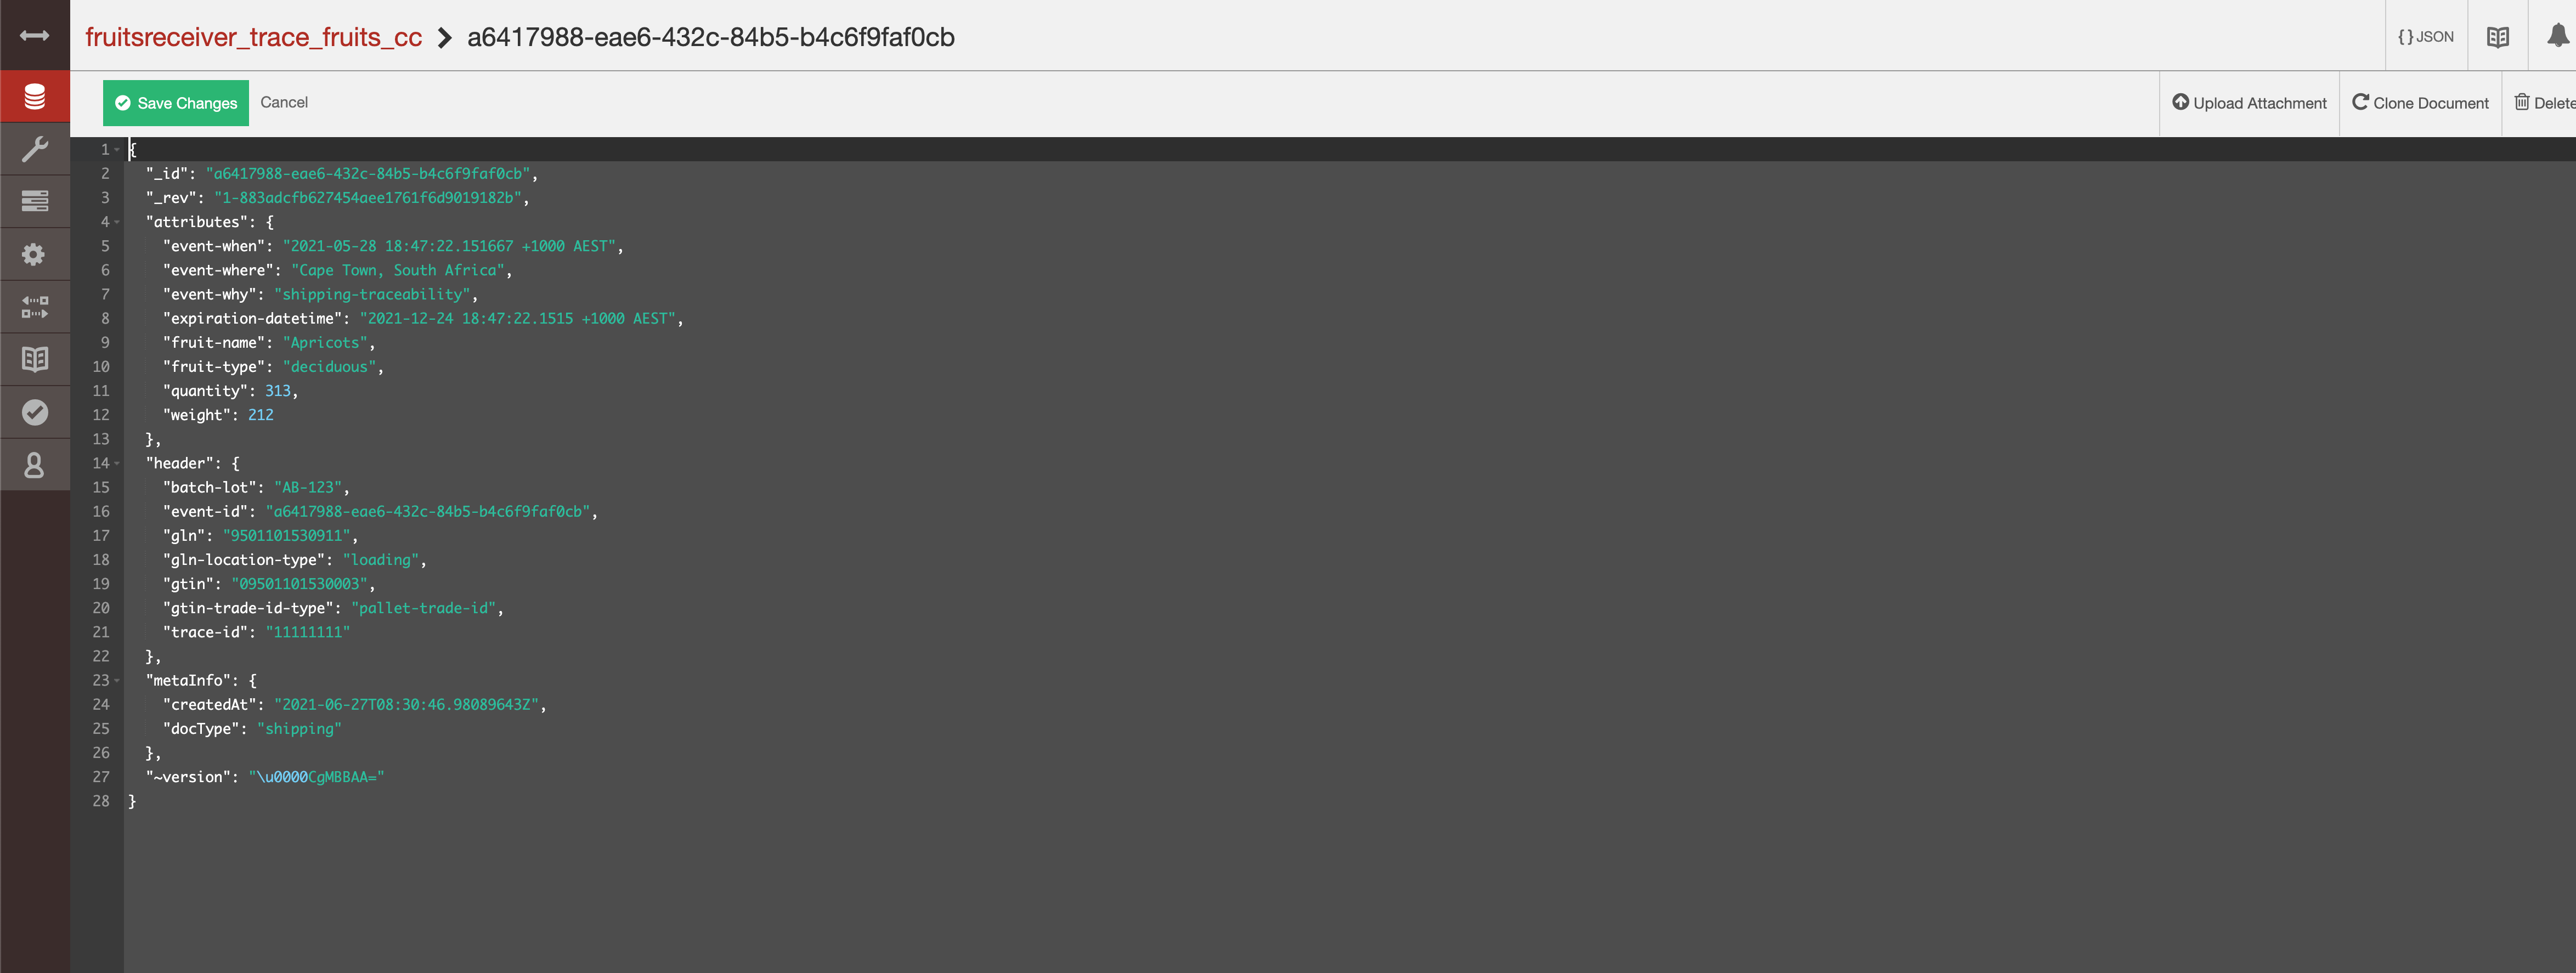 fruitsreceiver_trace_fruits_cc > a6417988-eae6-432c-84b5-b4c6f9faf0cb
{ } JSON
Save Changes Cancel
Upload Attachment Clone Document Delete
1 {
2 "_id": "a6417988-eae6-432c-84b5-b4c6f9faf0cb",
3 "_rev": "1-883adcfb627454aee1761f6d9019182b",
4 "attributes": {
5 "event-when": "2021-05-28 18:47:22.151667 +1000 AEST",
6 "event-where": "Cape Town, South Africa",
7 "event-why": "shipping-traceability",
8 "expiration-datetime": "2021-12-24 18:47:22.1515 +1000 AEST",
9 "fruit-name": "Apricots",
10 "fruit-type": "deciduous",
11 "quantity": 313,
12 "weight": 212
13 },
14 "header": {
15 "batch-lot": "AB-123",
16 "event-id": "a6417988-eae6-432c-84b5-b4c6f9faf0cb",
17 "gln": "9501101530911",
18 "gln-location-type": "loading",
19 "gtin": "09501101530003",
20 "gtin-trade-id-type": "pallet-trade-id",
21 "trace-id": "11111111"
22 },
23 "metaInfo": {
24 "createdAt": "2021-06-27T08:30:46.98089643Z",
25 "docType": "shipping"
26 },
27 "~version": "\u0000CgMBBAA="
28 }